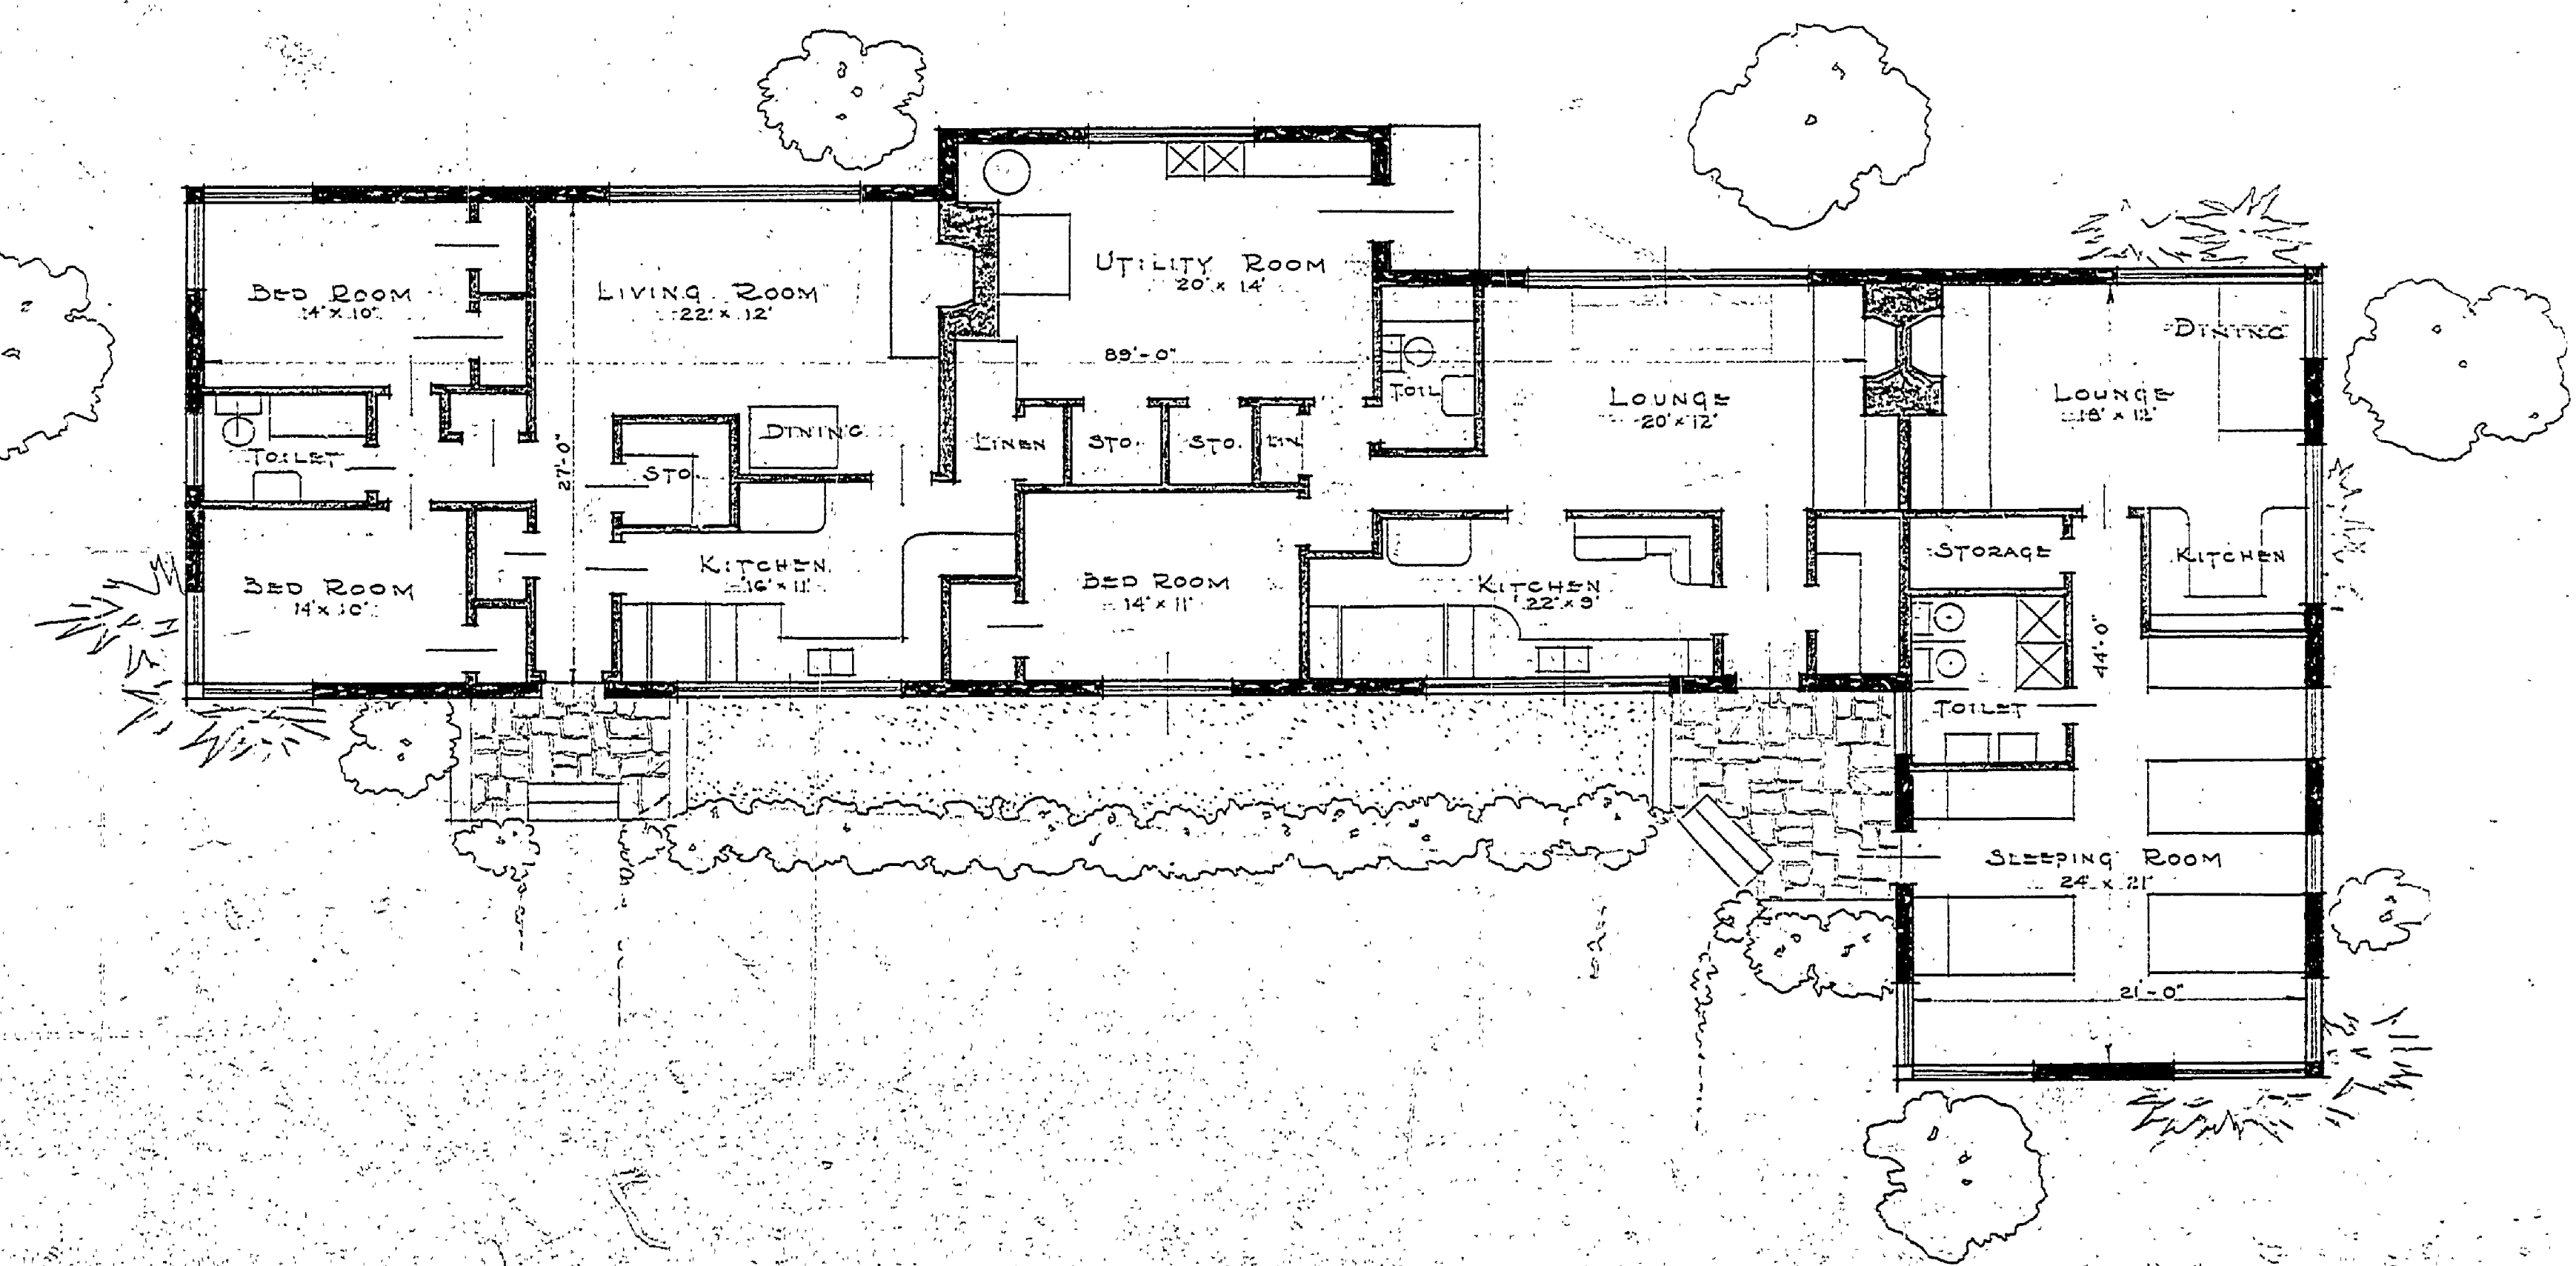 BED ROOM
14' x 10'
LIVING ROOM
22' x 12'
UTILITY ROOM
20' x 14'
89'-0"
TOIL
LOUNGE
20' x 12'
LOUNGE
18' x 12'
DINING
TOILET
27'-0"
STO.
DINING
LINEN
STO.
STO.
LIN
BED ROOM
14' x 10'
KITCHEN
16' x 11'
BED ROOM
14' x 11'
KITCHEN
22' x 9'
STORAGE
KITCHEN
44'-0"
TOILET
SLEEPING ROOM
24' x 21'
21'-0"